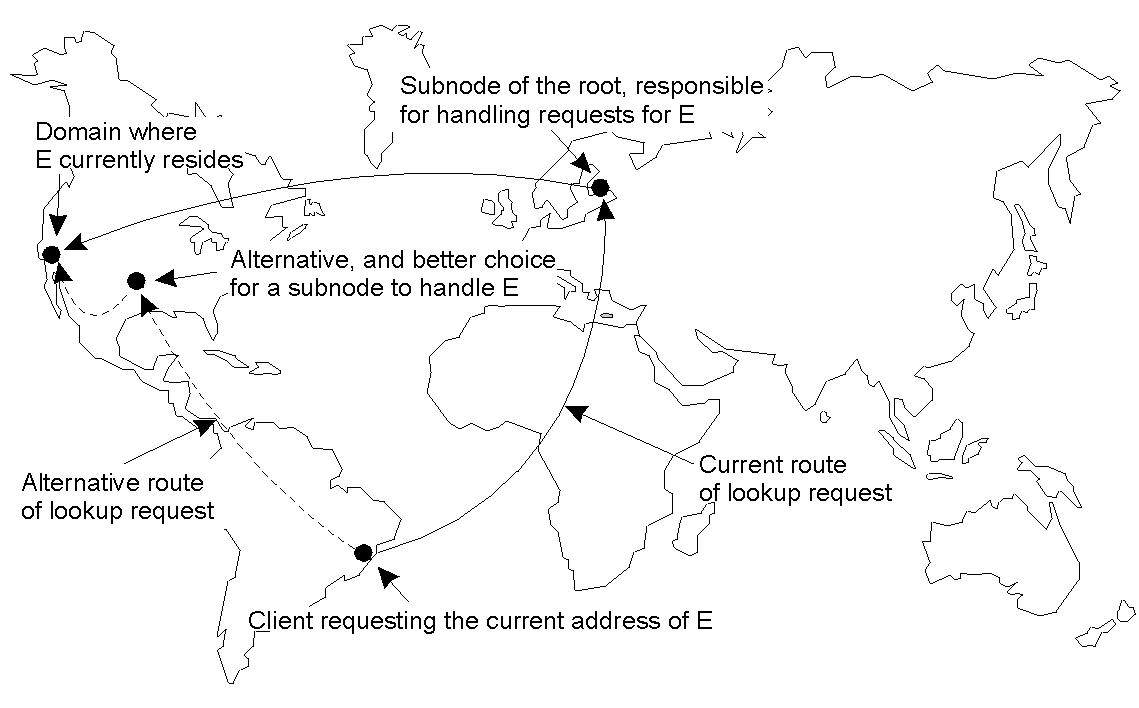 Subnode of the root, responsible
for handling requests for E
Domain where
E currently resides
Alternative, and better choice
for a subnode to handle E
Alternative route
of lookup request
Current route
of lookup request
Client requesting the current address of E